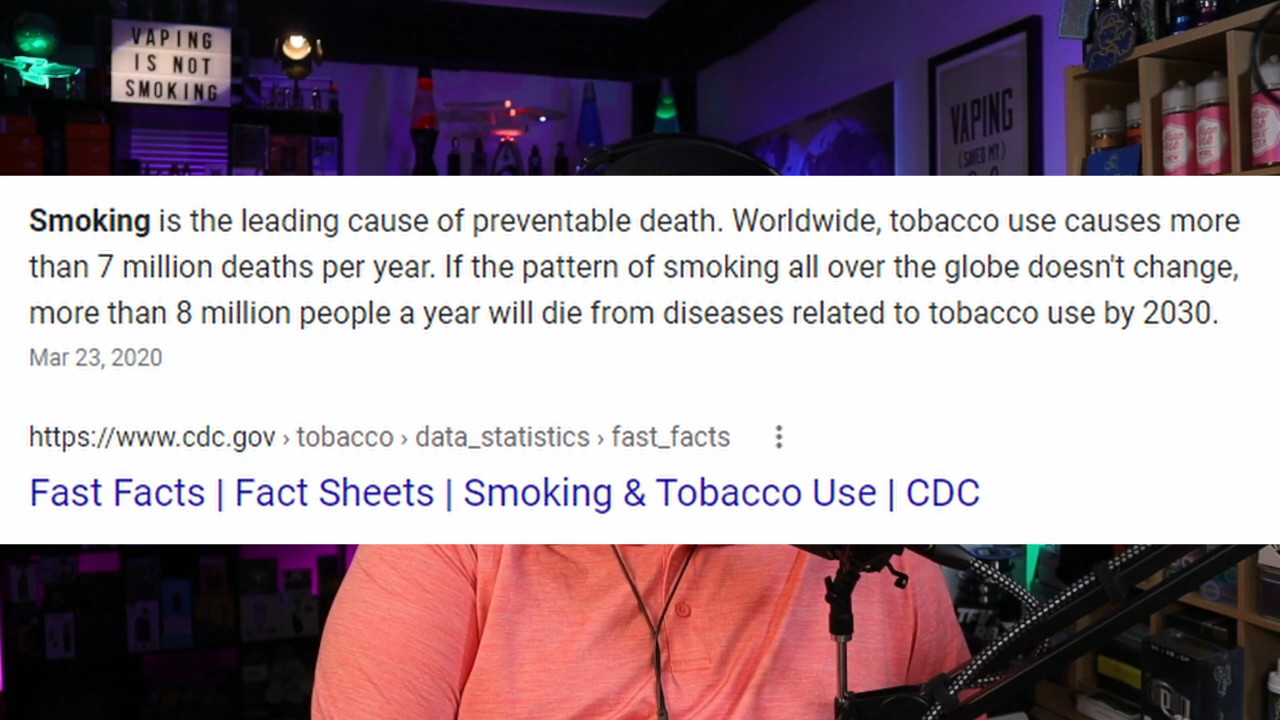 VAPING
IS NOT
SMOKING
VAPING
(SAVED MY)
Smoking is the leading cause of preventable death. Worldwide, tobacco use causes more
than 7 million deaths per year. If the pattern of smoking all over the globe doesn't change,
more than 8 million people a year will die from diseases related to tobacco use by 2030.
Mar 23, 2020
https://www.cdc.gov › tobacco › data_statistics › fast_facts
Fast Facts | Fact Sheets | Smoking & Tobacco Use | CDC